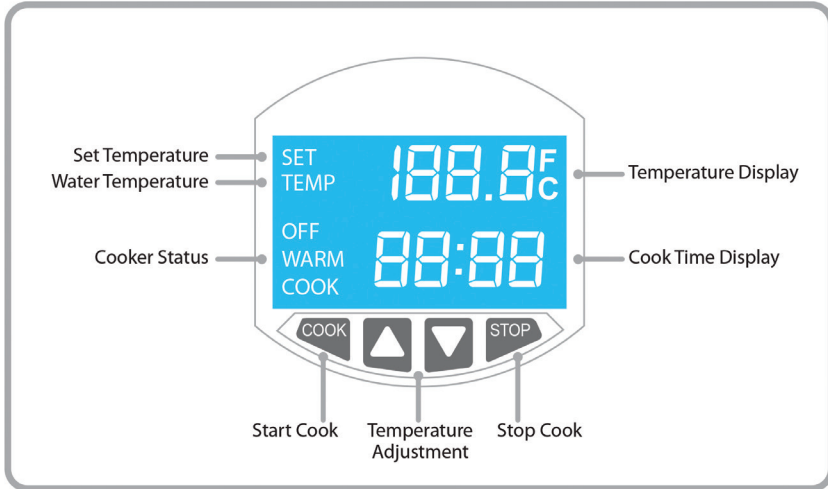 Set Temperature
Water Temperature
Cooker Status
SET
TEMP
188.8
F
C
OFF
WARM
COOK
88:88
Temperature Display
Cook Time Display
COOK
STOP
Start Cook
Temperature
Adjustment
Stop Cook